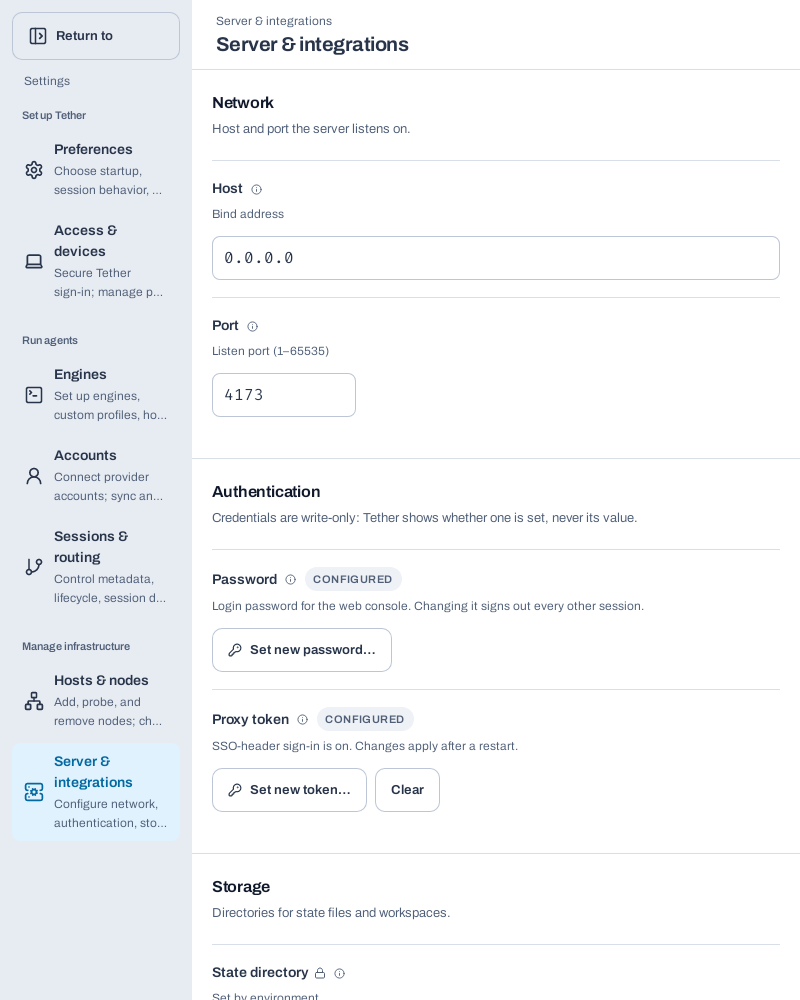 Return to
Settings
Set up Tether
Preferences
Choose startup,
session behavior, ...
Access &
devices
Secure Tether
sign-in; manage p...
Run agents
Engines
Set up engines,
custom profiles, ho...
Accounts
Connect provider
accounts; sync an...
Sessions &
routing
Control metadata,
lifecycle, session d...
Manage infrastructure
Hosts & nodes
Add, probe, and
remove nodes; ch...
Server &
integrations
Configure network,
authentication, sto...
Server & integrations
Server & integrations
Network
Host and port the server listens on.
Host
Bind address
0.0.0.0
Port
Listen port (1–65535)
4173
Authentication
Credentials are write-only: Tether shows whether one is set, never its value.
Password CONFIGURED
Login password for the web console. Changing it signs out every other session.
Set new password...
Proxy token CONFIGURED
SSO-header sign-in is on. Changes apply after a restart.
Set new token... Clear
Storage
Directories for state files and workspaces.
State directory
Set by environment